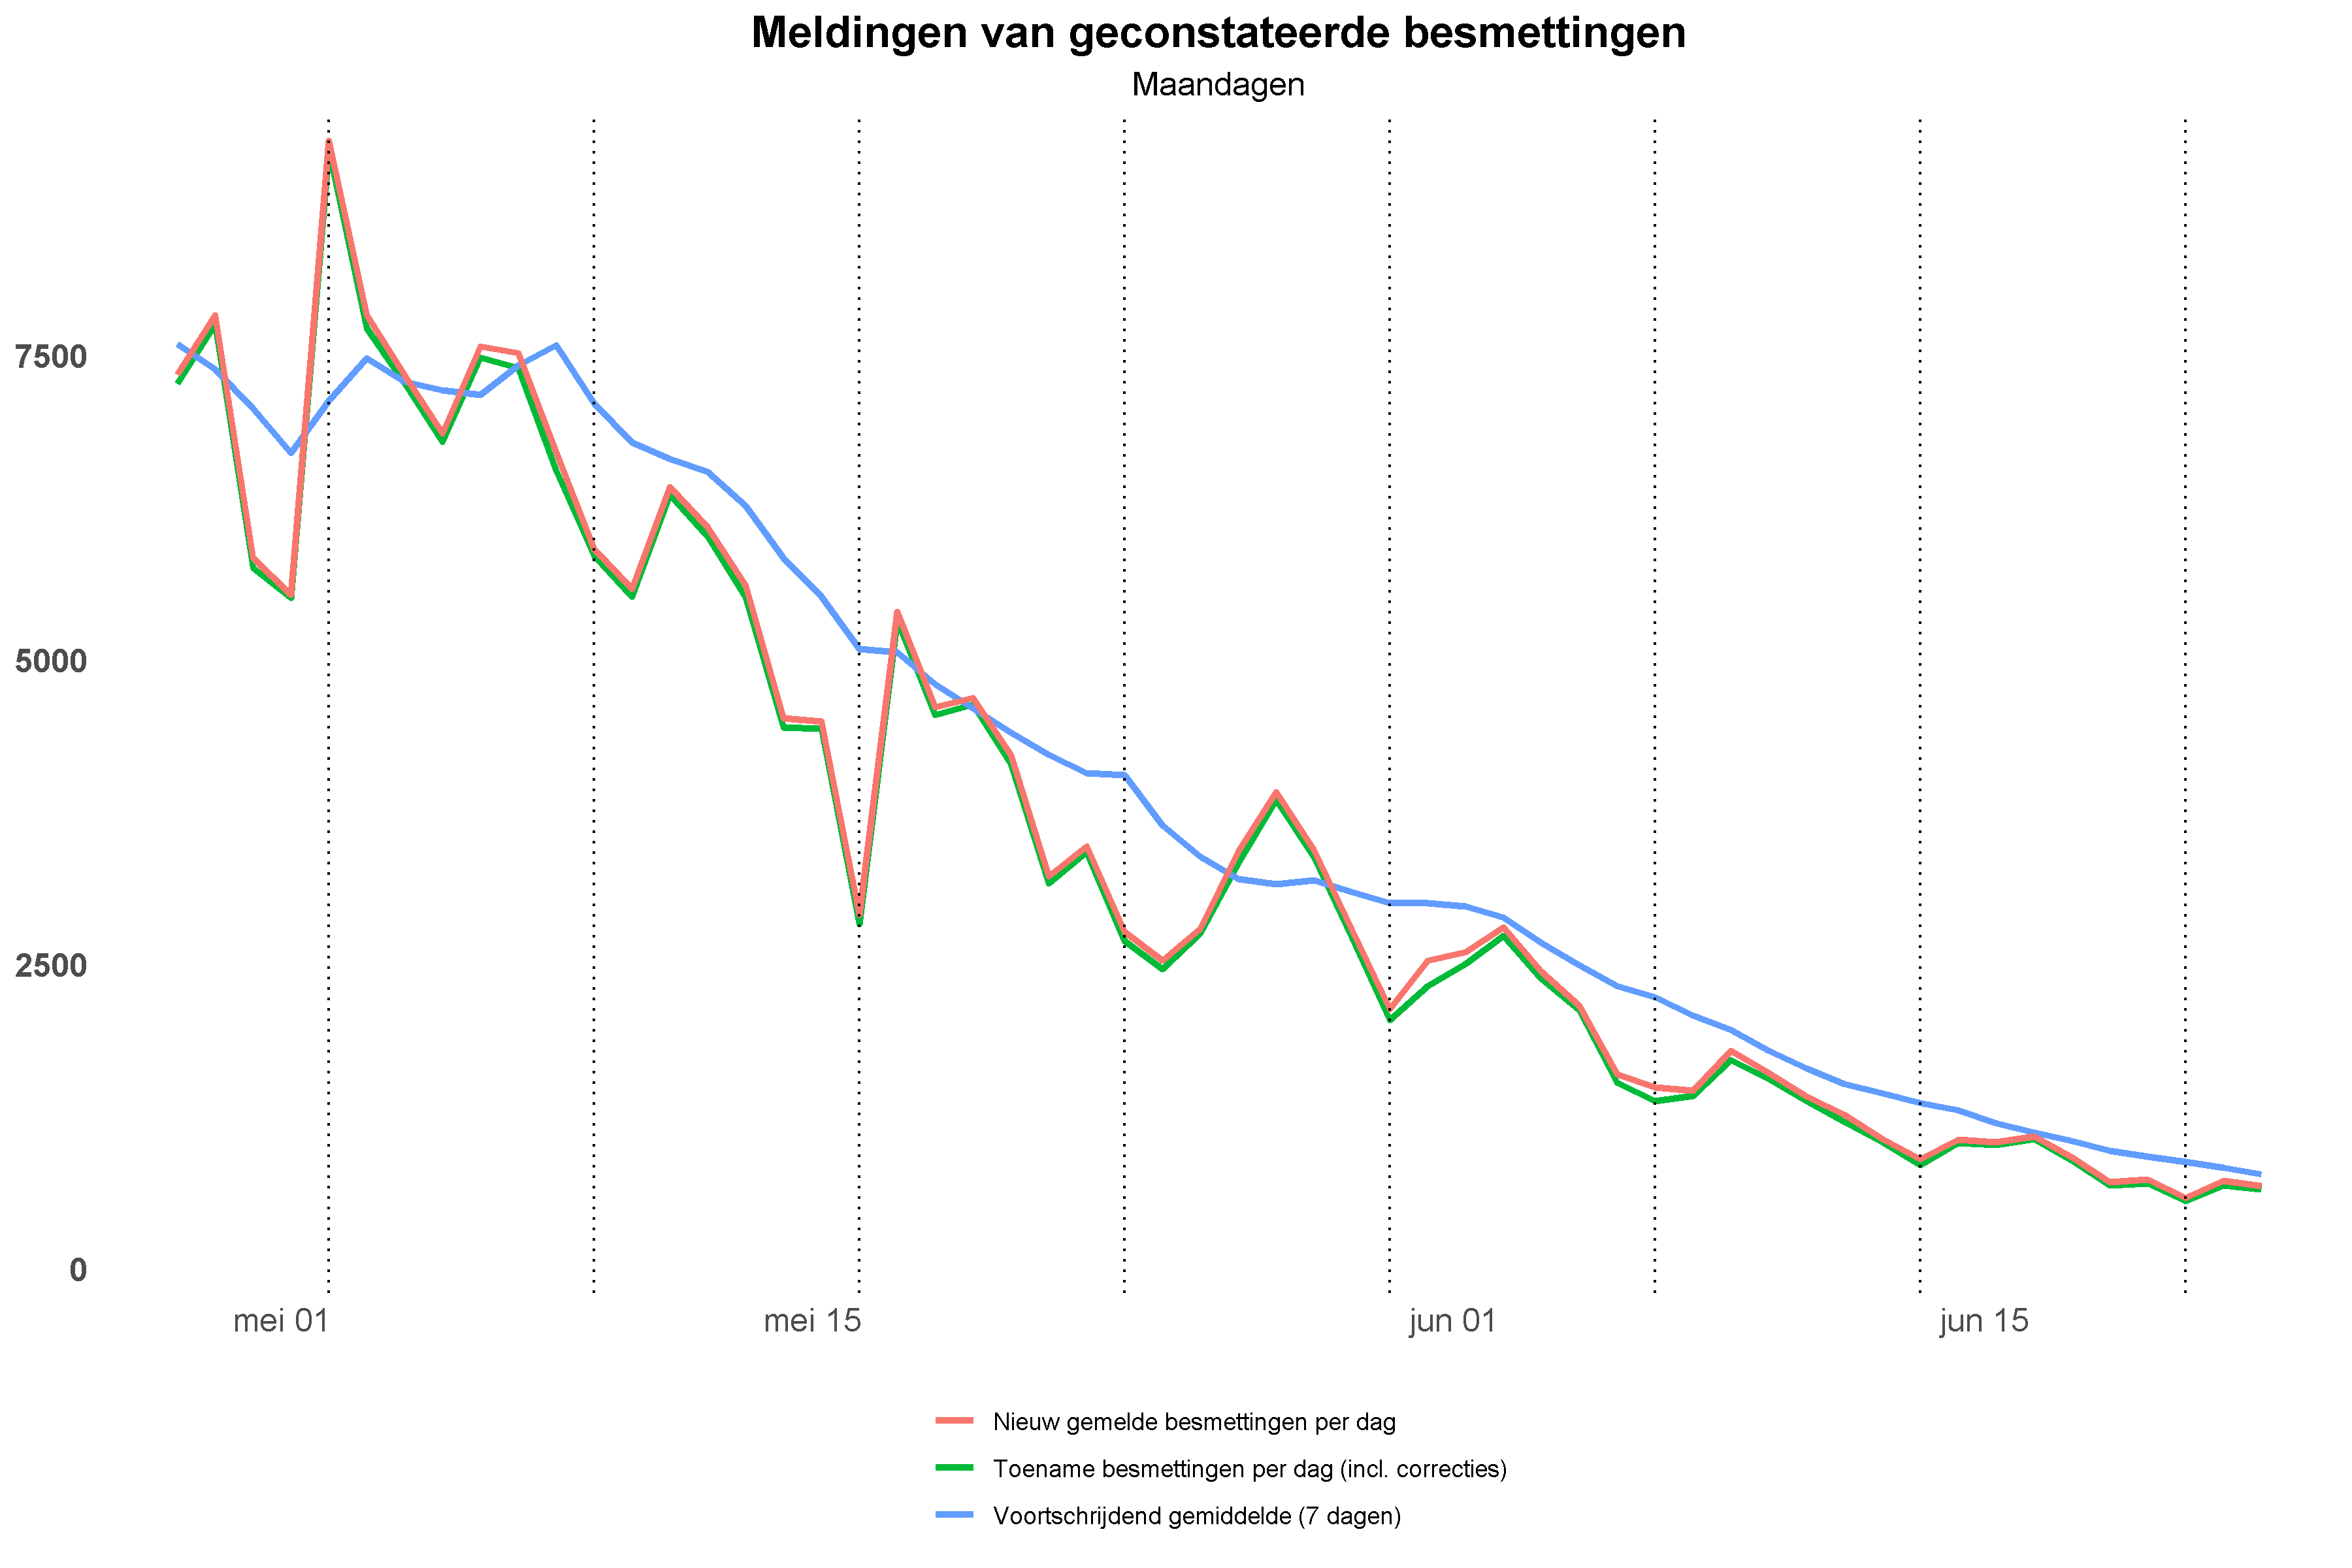 Meldingen van geconstateerde besmettingen
Maandagen
7500
5000
2500
0
mei 01
mei 15
jun 01
jun 15
Nieuw gemelde besmettingen per dag
Toename besmettingen per dag (incl. correcties)
Voortschrijdend gemiddelde (7 dagen)